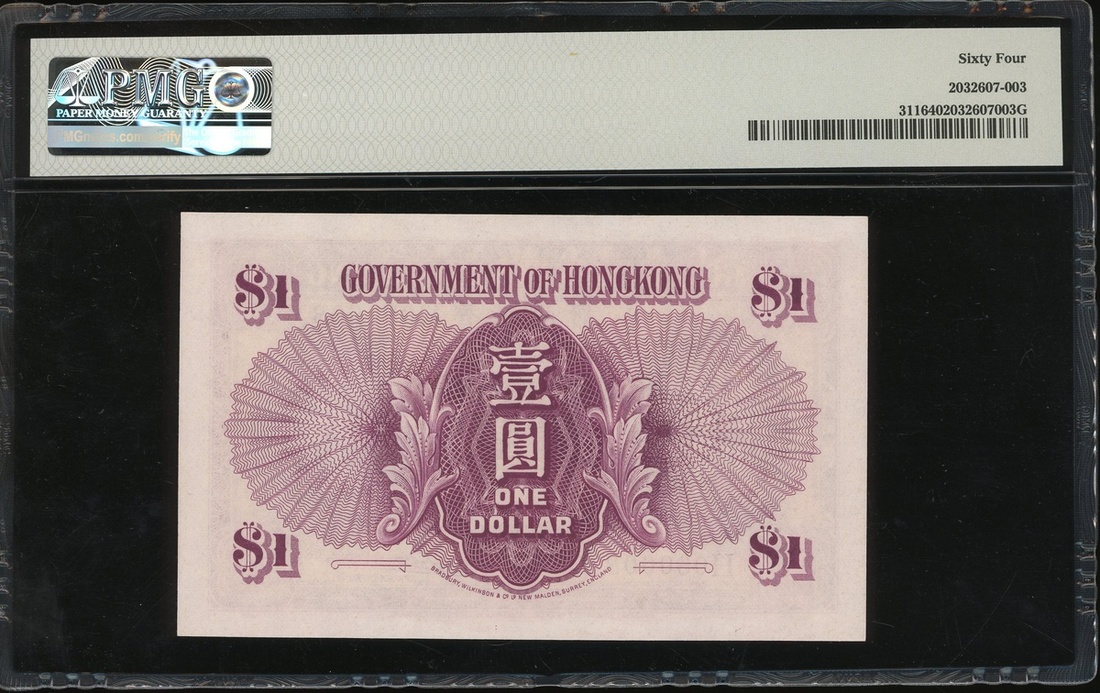 PMG
PAPER MONEY GUARANTY
Sixty Four
2032607-003
3116402032607003G
$1
GOVERNMENT OF HONGKONG
$1
壹
圓
ONE
DOLLAR
$1
$1
BRADBURY, WILKINSON & Cº Lº NEW MALDEN, SURREY, ENGLAND